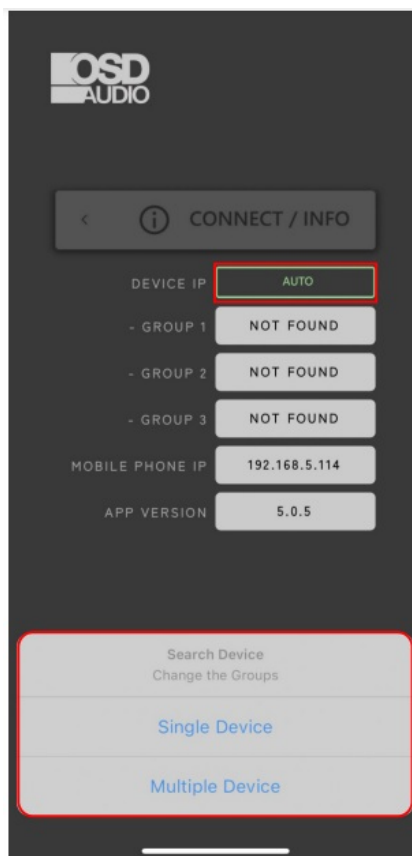 OSD
AUDIO
< i CONNECT / INFO
DEVICE IP AUTO
- GROUP 1 NOT FOUND
- GROUP 2 NOT FOUND
- GROUP 3 NOT FOUND
MOBILE PHONE IP 192.168.5.114
APP VERSION 5.0.5
Search Device
Change the Groups
Single Device
Multiple Device